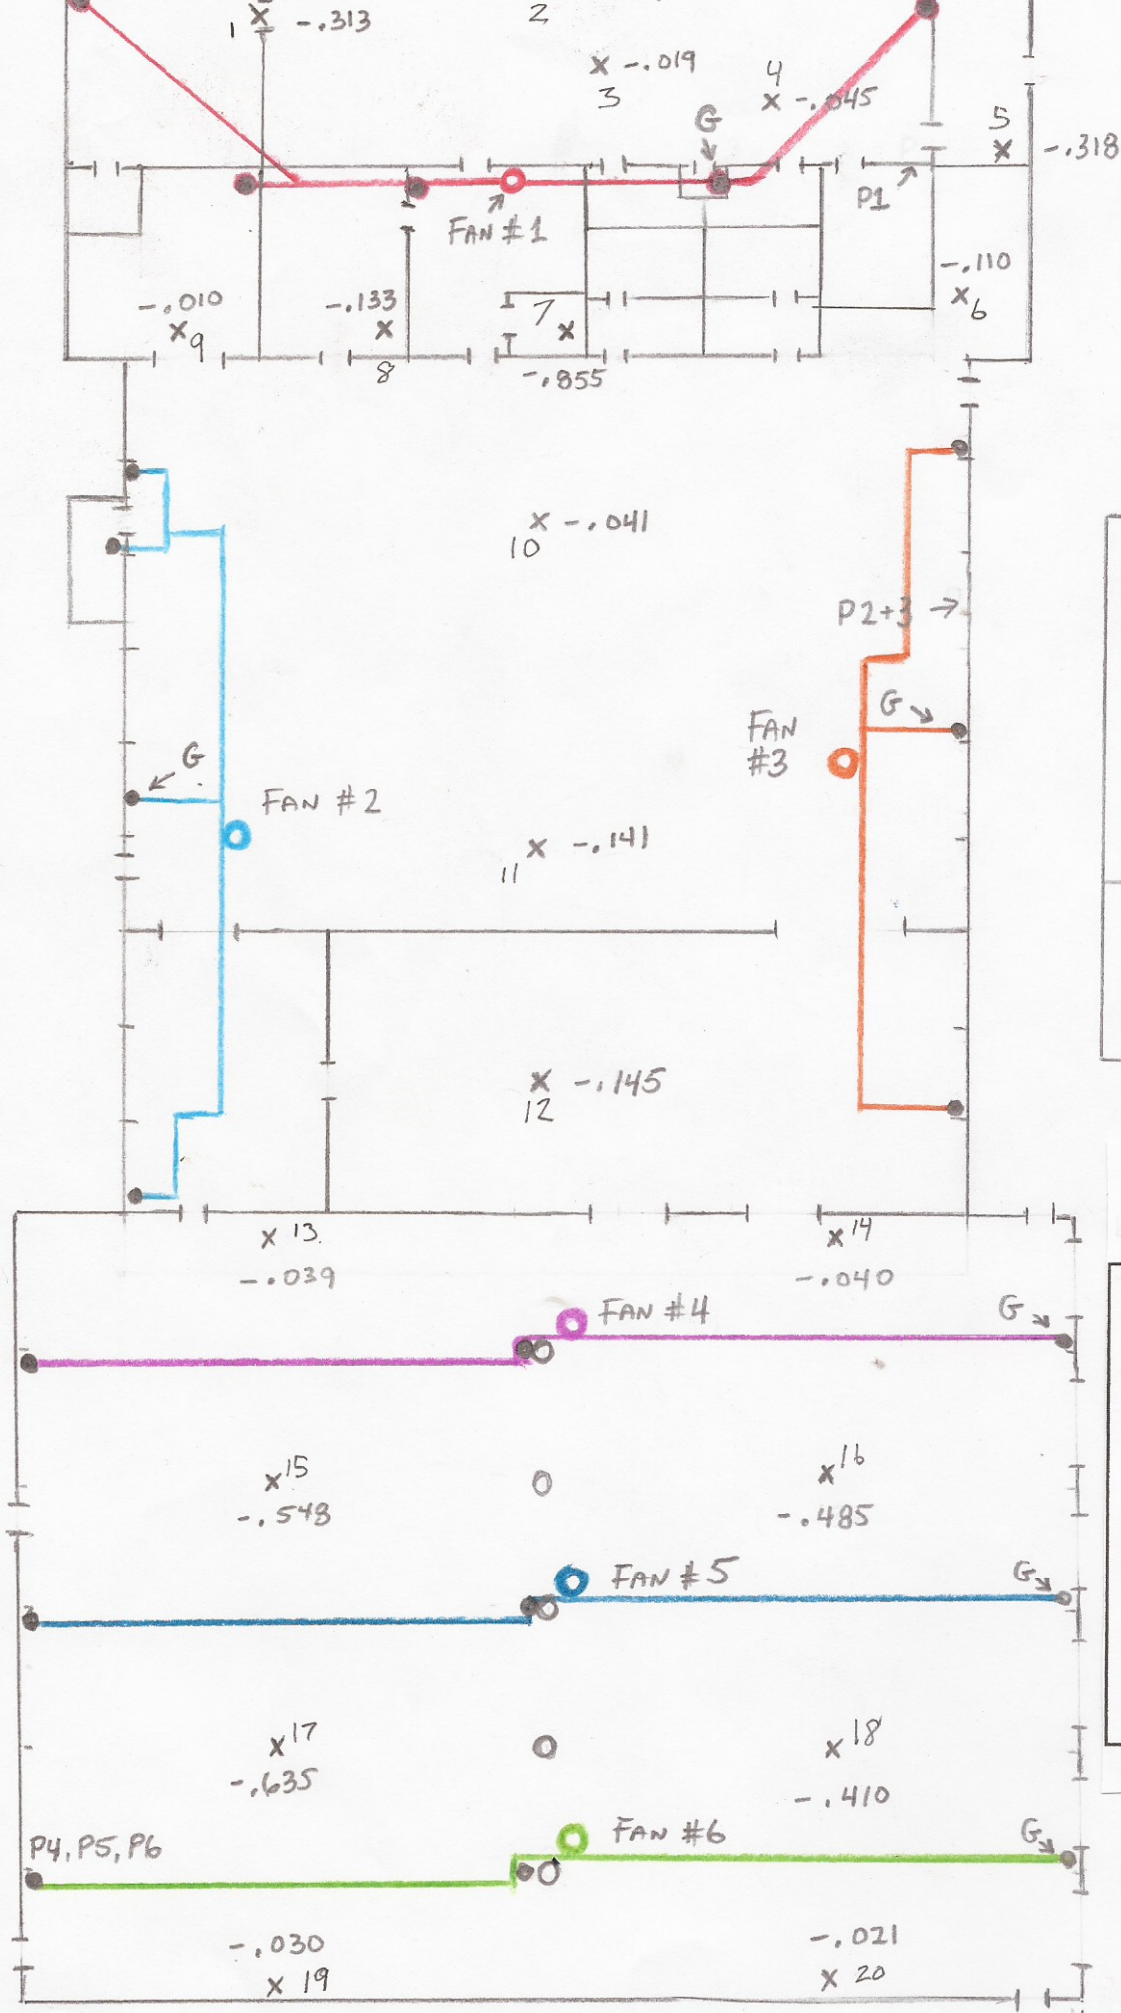 2
1 x -.313
x -.019
3
4
x -.045
G
5
x -.318
P1
FAN #1
-.110
x 6
-.010
x 9
-.133
x
8
7 x
-.855
x -.041
10
P2+3
G
FAN
#3
G
FAN #2
x -.141
11
x -.145
12
x 13
-.039
x 14
-.040
FAN #4
G
x 15
-.548
x 16
-.485
FAN #5
G
x 17
-.635
x 18
-.410
P4, P5, P6
FAN #6
G
-.030
x 19
-.021
x 20